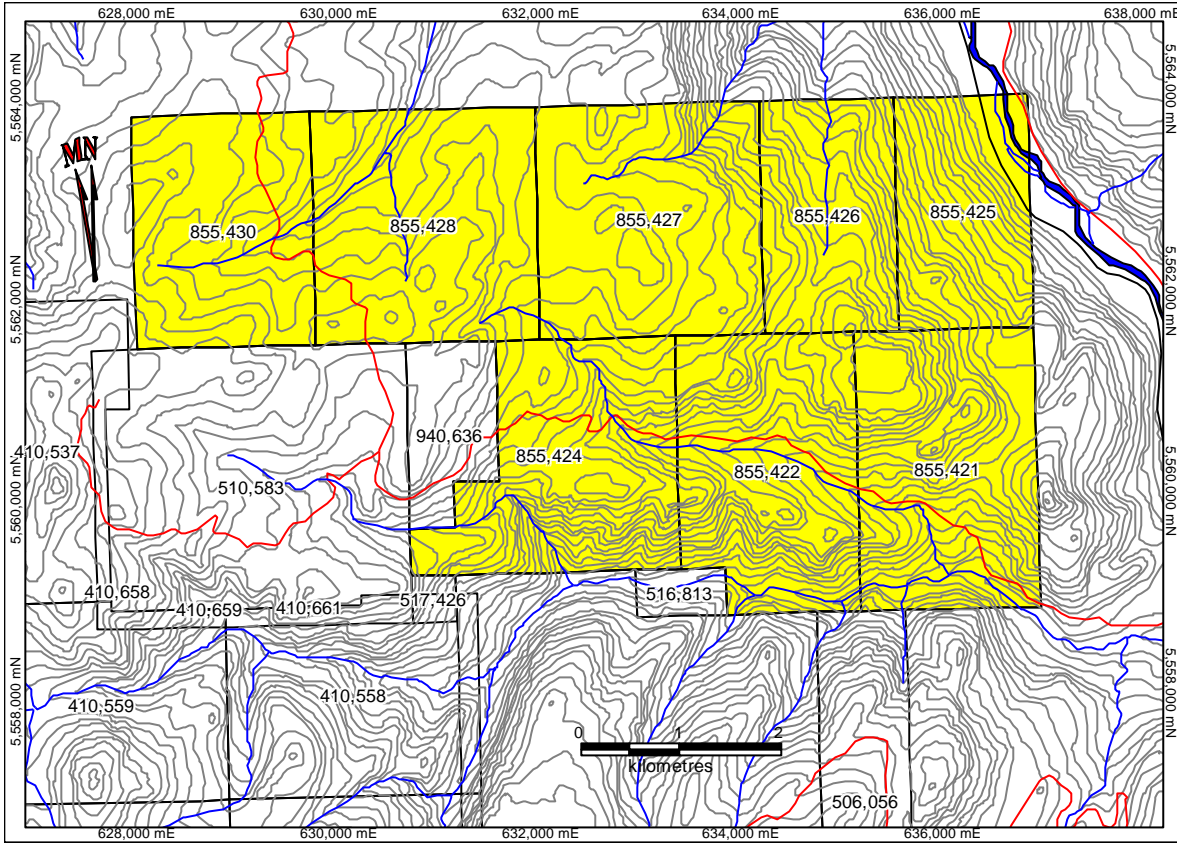 628,000 mE 630,000 mE 632,000 mE 634,000 mE 636,000 mE 638,000 mE
5,564,000 mN
5,564,000 mN
MN
855,430
855,428
855,427
855,426
855,425
5,562,000 mN
5,562,000 mN
940,636
410,537
855,424
855,422
855,421
510,583
5,560,000 mN
5,560,000 mN
410,658
410,659
410,661
517,426
516,813
410,559
410,558
5,558,000 mN
5,558,000 mN
0 1 2
kilometres
506,056
628,000 mE 630,000 mE 632,000 mE 634,000 mE 636,000 mE